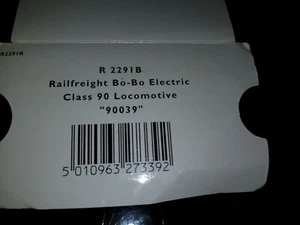 R2291B
R 2291B
Railfreight Bo-Bo Electric
Class 90 Locomotive
"90039"
5 010963 273392